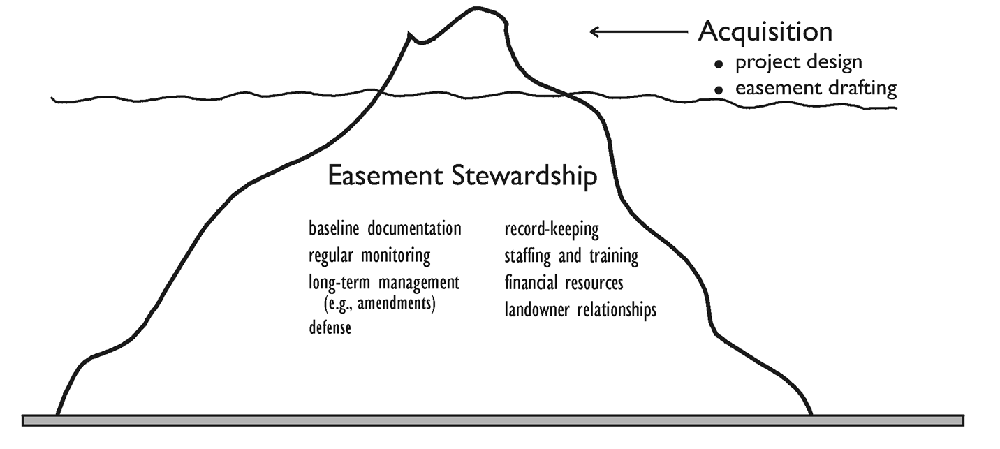 Acquisition
• project design
• easement drafting
Easement Stewardship
baseline documentation
regular monitoring
long-term management
(e.g., amendments)
defense
record-keeping
staffing and training
financial resources
landowner relationships